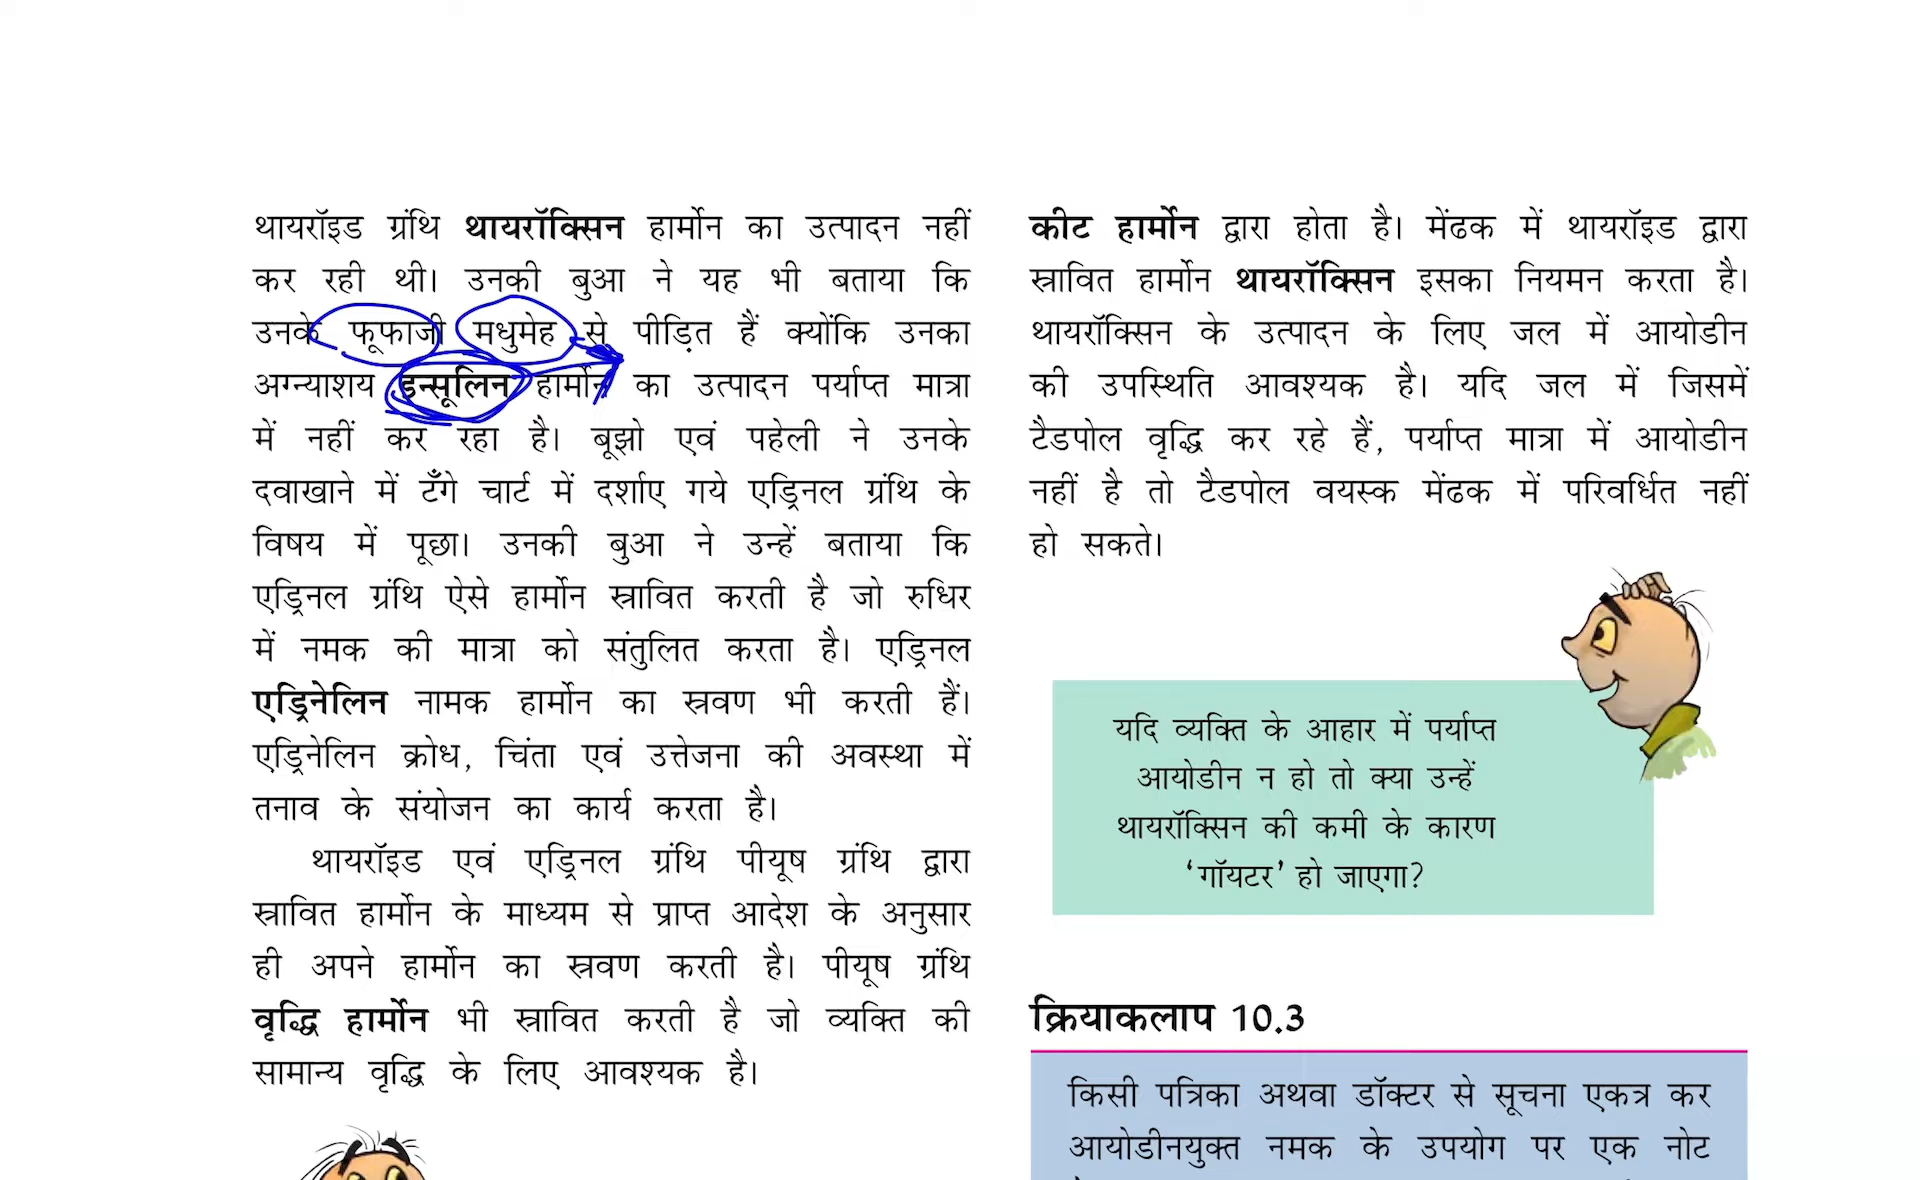 थायरॉइड ग्रंथि थायरॉक्सिन हार्मोन का उत्पादन नहीं
कर रही थी। उनकी बुआ ने यह भी बताया कि
उनके फूफाजी मधुमेह से पीड़ित हैं क्योंकि उनका
अग्न्याशय इन्सूलिन हार्मोन का उत्पादन पर्याप्त मात्रा
में नहीं कर रहा है। बूझो एवं पहेली ने उनके
दवाखाने में टँगे चार्ट में दर्शाए गये एड्रिनल ग्रंथि के
विषय में पूछा। उनकी बुआ ने उन्हें बताया कि
एड्रिनल ग्रंथि ऐसे हार्मोन स्रावित करती है जो रुधिर
में नमक की मात्रा को संतुलित करता है। एड्रिनल
एड्रिनेलिन नामक हार्मोन का स्रवण भी करती हैं।
एड्रिनेलिन क्रोध, चिंता एवं उत्तेजना की अवस्था में
तनाव के संयोजन का कार्य करता है।
थायरॉइड एवं एड्रिनल ग्रंथि पीयूष ग्रंथि द्वारा
स्रावित हार्मोन के माध्यम से प्राप्त आदेश के अनुसार
ही अपने हार्मोन का स्रवण करती है। पीयूष ग्रंथि
वृद्धि हार्मोन भी स्रावित करती है जो व्यक्ति की
सामान्य वृद्धि के लिए आवश्यक है।
कीट हार्मोन द्वारा होता है। मेंढक में थायरॉइड द्वारा
स्रावित हार्मोन थायरॉक्सिन इसका नियमन करता है।
थायरॉक्सिन के उत्पादन के लिए जल में आयोडीन
की उपस्थिति आवश्यक है। यदि जल में जिसमें
टैडपोल वृद्धि कर रहे हैं, पर्याप्त मात्रा में आयोडीन
नहीं है तो टैडपोल वयस्क मेंढक में परिवर्धित नहीं
हो सकते।
यदि व्यक्ति के आहार में पर्याप्त
आयोडीन न हो तो क्या उन्हें
थायरॉक्सिन की कमी के कारण
‘गॉयटर’ हो जाएगा?
क्रियाकलाप 10.3
किसी पत्रिका अथवा डॉक्टर से सूचना एकत्र कर
आयोडीनयुक्त नमक के उपयोग पर एक नोट